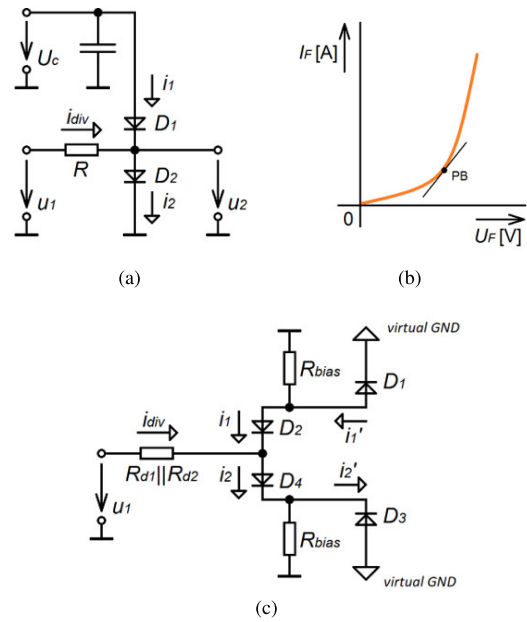 Uc
i1
D1
idiv
R
D2
i2
u1
u2
(a)
IF [A]
PB
0
UF [V]
(b)
virtual GND
Rbias
D1
i1'
i1
D2
idiv
Rd1||Rd2
i2
D4
i2'
u1
Rbias
D3
virtual GND
(c)